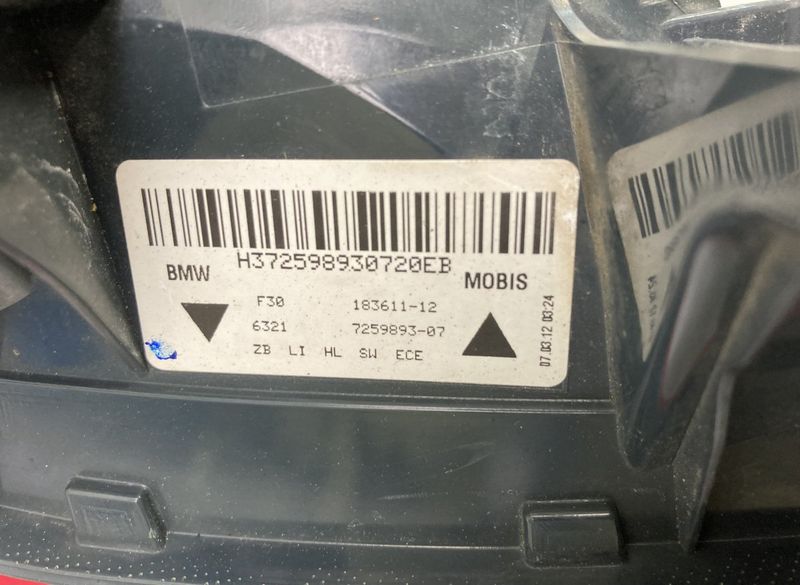 H372598930720EB
BMW
MOBIS
F30 183611-12
6321 7259893-07
ZB LI HL SW ECE
07.03.12 03:24